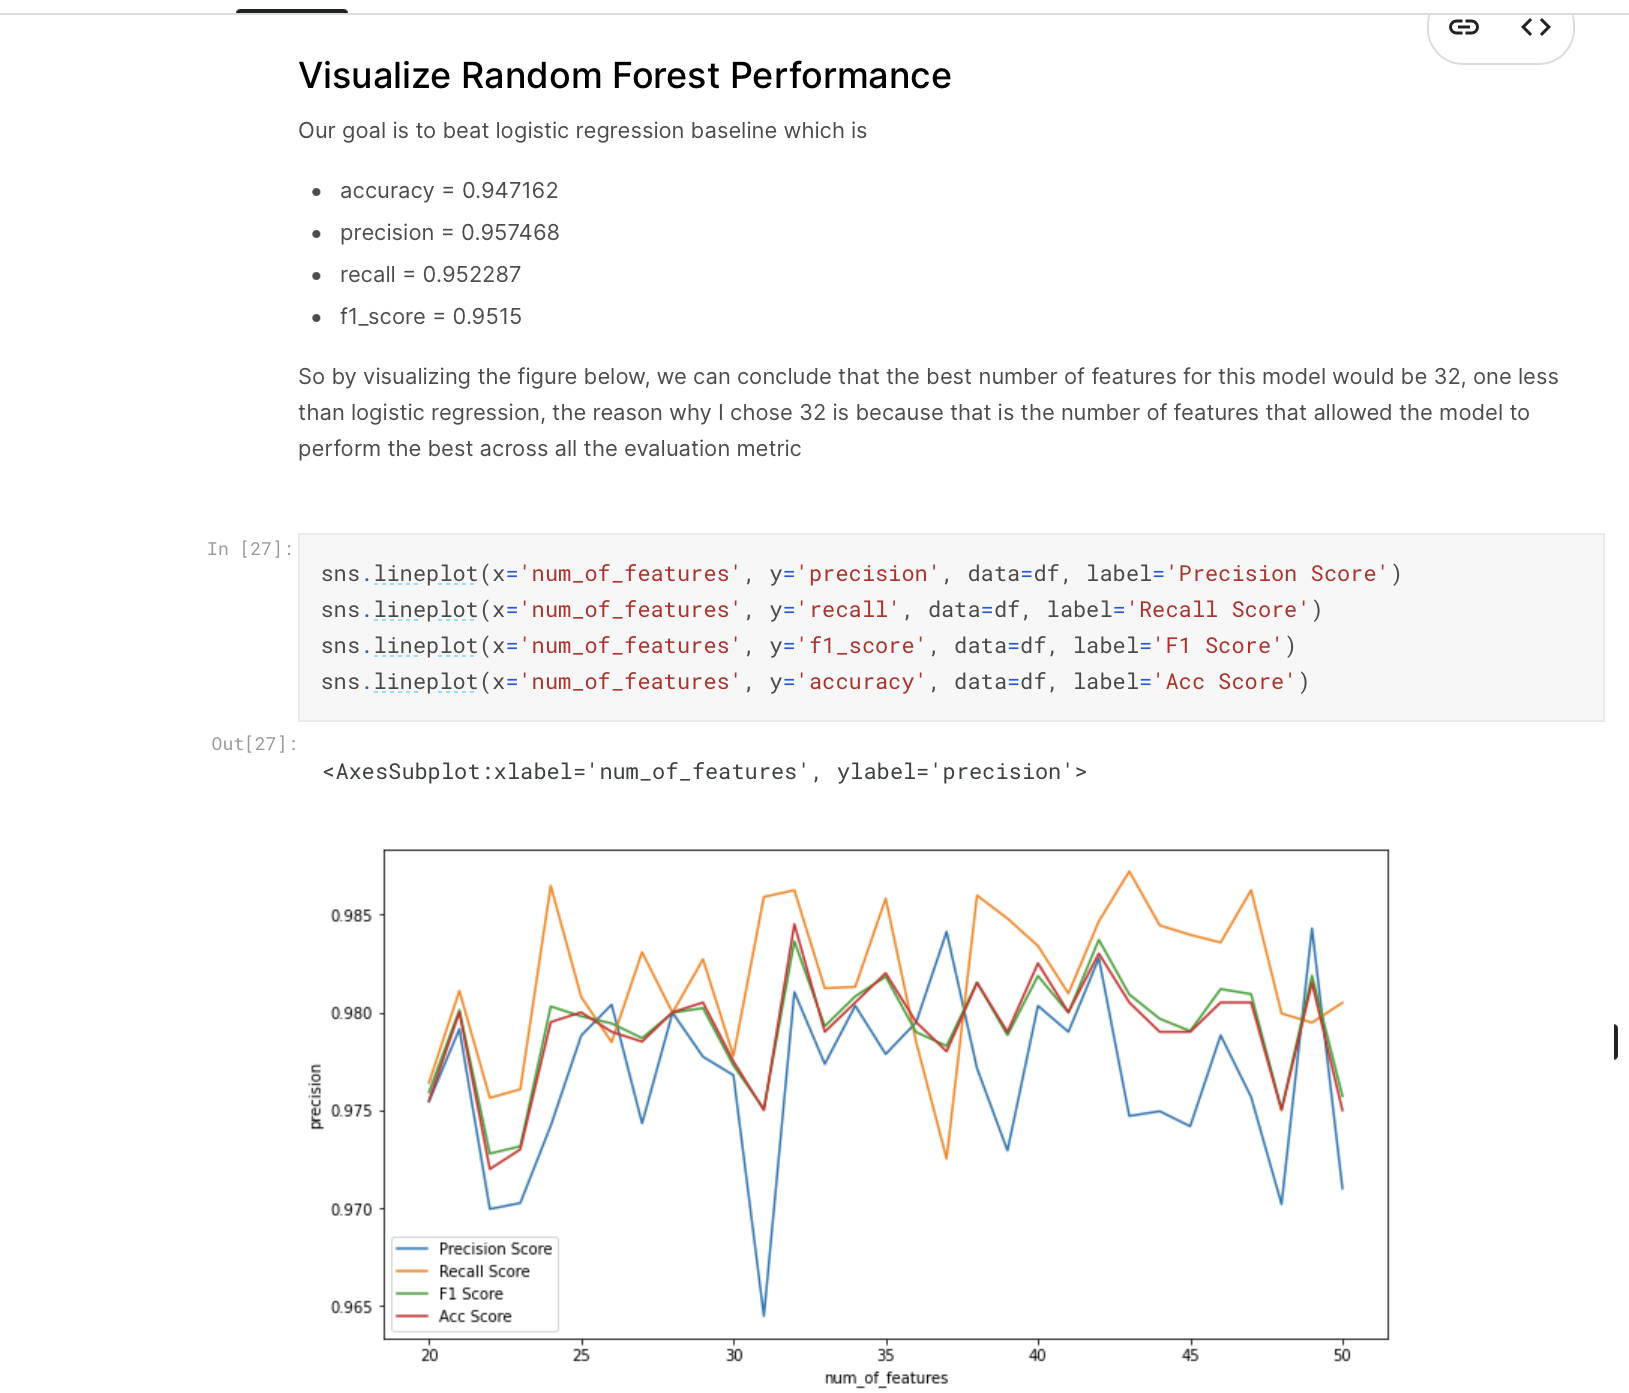 Visualize Random Forest Performance
Our goal is to beat logistic regression baseline which is
• accuracy = 0.947162
• precision = 0.957468
• recall = 0.952287
• f1_score = 0.9515
So by visualizing the figure below, we can conclude that the best number of features for this model would be 32, one less
than logistic regression, the reason why I chose 32 is because that is the number of features that allowed the model to
perform the best across all the evaluation metric
In [27]:
sns.lineplot(x='num_of_features', y='precision', data=df, label='Precision Score')
sns.lineplot(x='num_of_features', y='recall', data=df, label='Recall Score')
sns.lineplot(x='num_of_features', y='f1_score', data=df, label='F1 Score')
sns.lineplot(x='num_of_features', y='accuracy', data=df, label='Acc Score')
Out[27]:
<AxesSubplot:xlabel='num_of_features', ylabel='precision'>
0.985
0.980
0.975
0.970
0.965
precision
Precision Score
Recall Score
F1 Score
Acc Score
20 25 30 35 40 45 50
num_of_features